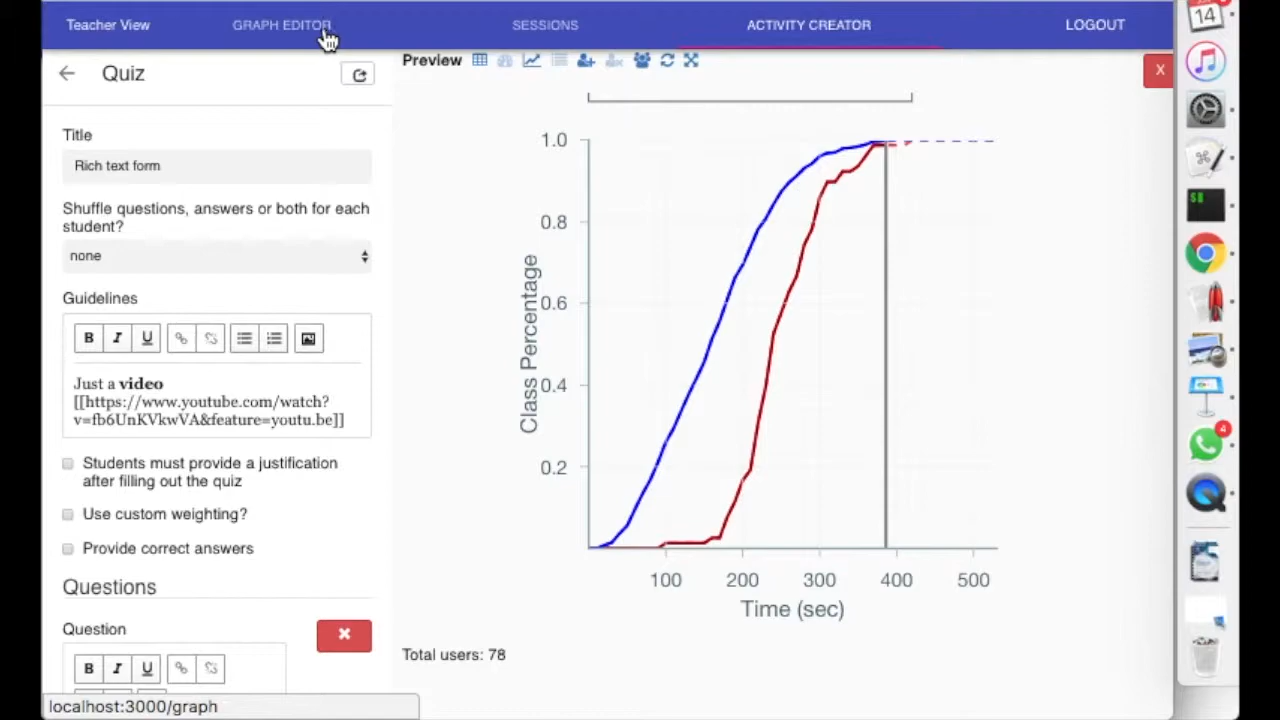 Teacher View GRAPH EDITOR SESSIONS ACTIVITY CREATOR LOGOUT
Quiz
Preview
X
Title
Rich text form
Shuffle questions, answers or both for each
student?
none
Guidelines
B I U
Just a video
[[https://www.youtube.com/watch?
v=fb6UnKVkwVA&feature=youtu.be]]
Students must provide a justification
after filling out the quiz
Use custom weighting?
Provide correct answers
Questions
Question
B I U
localhost:3000/graph
Class Percentage
1.0
0.8
0.6
0.4
0.2
100 200 300 400 500
Time (sec)
Total users: 78
14
$
4